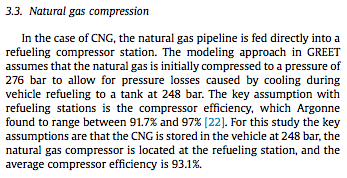 3.3. Natural gas compression
In the case of CNG, the natural gas pipeline is fed directly into a
refueling compressor station. The modeling approach in GREET
assumes that the natural gas is initially compressed to a pressure of
276 bar to allow for pressure losses caused by cooling during
vehicle refueling to a tank at 248 bar. The key assumption with
refueling stations is the compressor efficiency, which Argonne
found to range between 91.7% and 97% [22]. For this study the key
assumptions are that the CNG is stored in the vehicle at 248 bar, the
natural gas compressor is located at the refueling station, and the
average compressor efficiency is 93.1%.